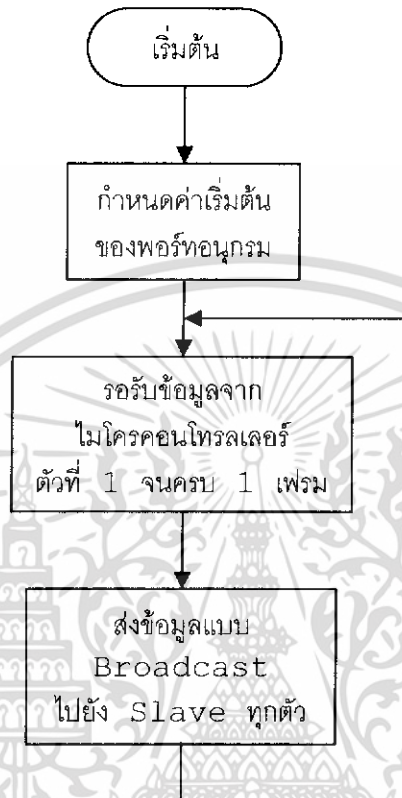 เริ่มต้น
กำหนดค่าเริ่มต้น
ของพอร์ทอนุกรม
รอรับข้อมูลจาก
ไมโครคอนโทรลเลอร์
ตัวที่ 1 จนครบ 1 เฟรม
ส่งข้อมูลแบบ
Broadcast
ไปยัง Slave ทุกตัว